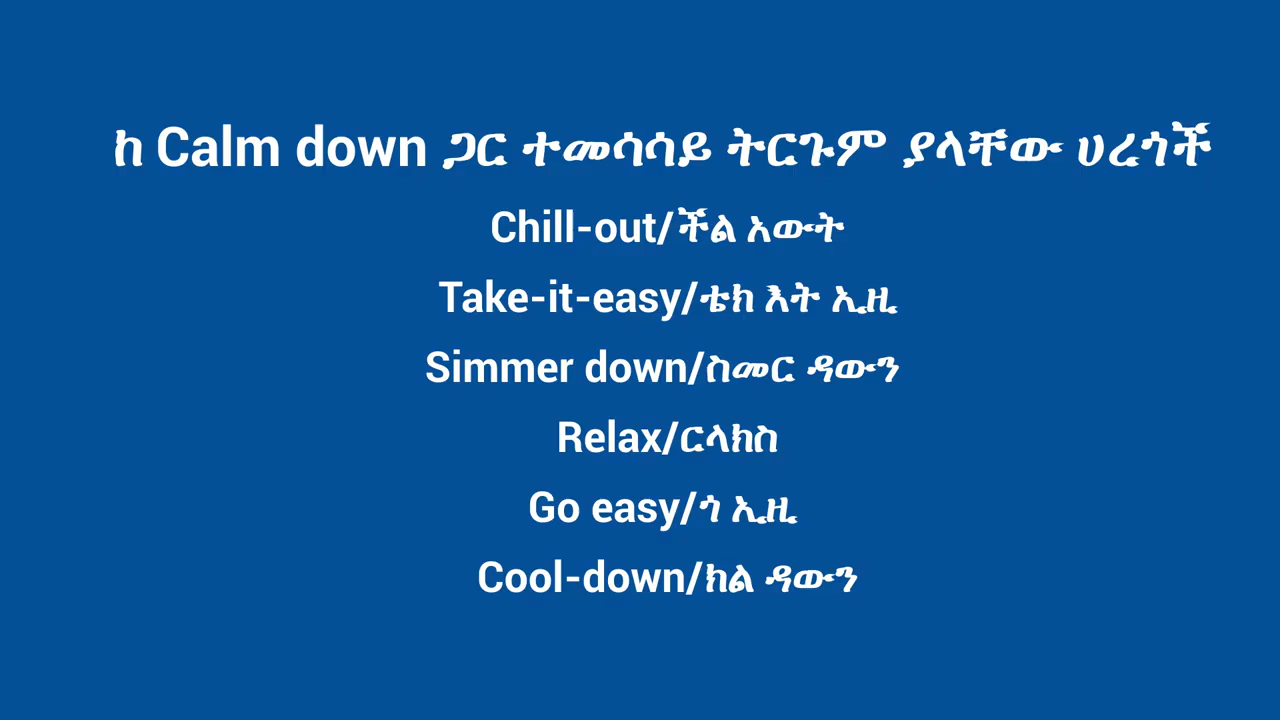 ከ Calm down ጋር ተመሳሳይ ትርጉም ያላቸው ሀረጎች
Chill-out/ችል አውት
Take-it-easy/ቴክ እት ኢዚ
Simmer down/ስመር ዳውን
Relax/ርላክስ
Go easy/ጎ ኢዚ
Cool-down/ክል ዳውን